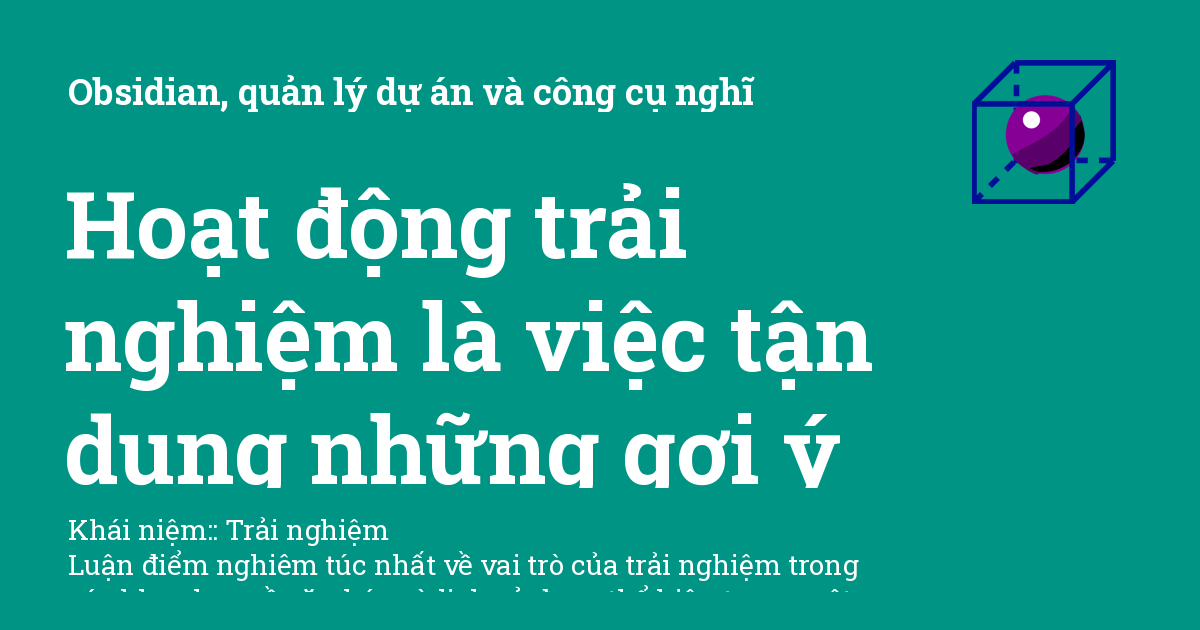 Obsidian, quản lý dự án và công cụ nghĩ
Hoạt động trải
nghiệm là việc tận
dụng những gợi ý
Khái niệm:: Trải nghiệm
Luận điểm nghiêm túc nhất về vai trò của trải nghiệm trong